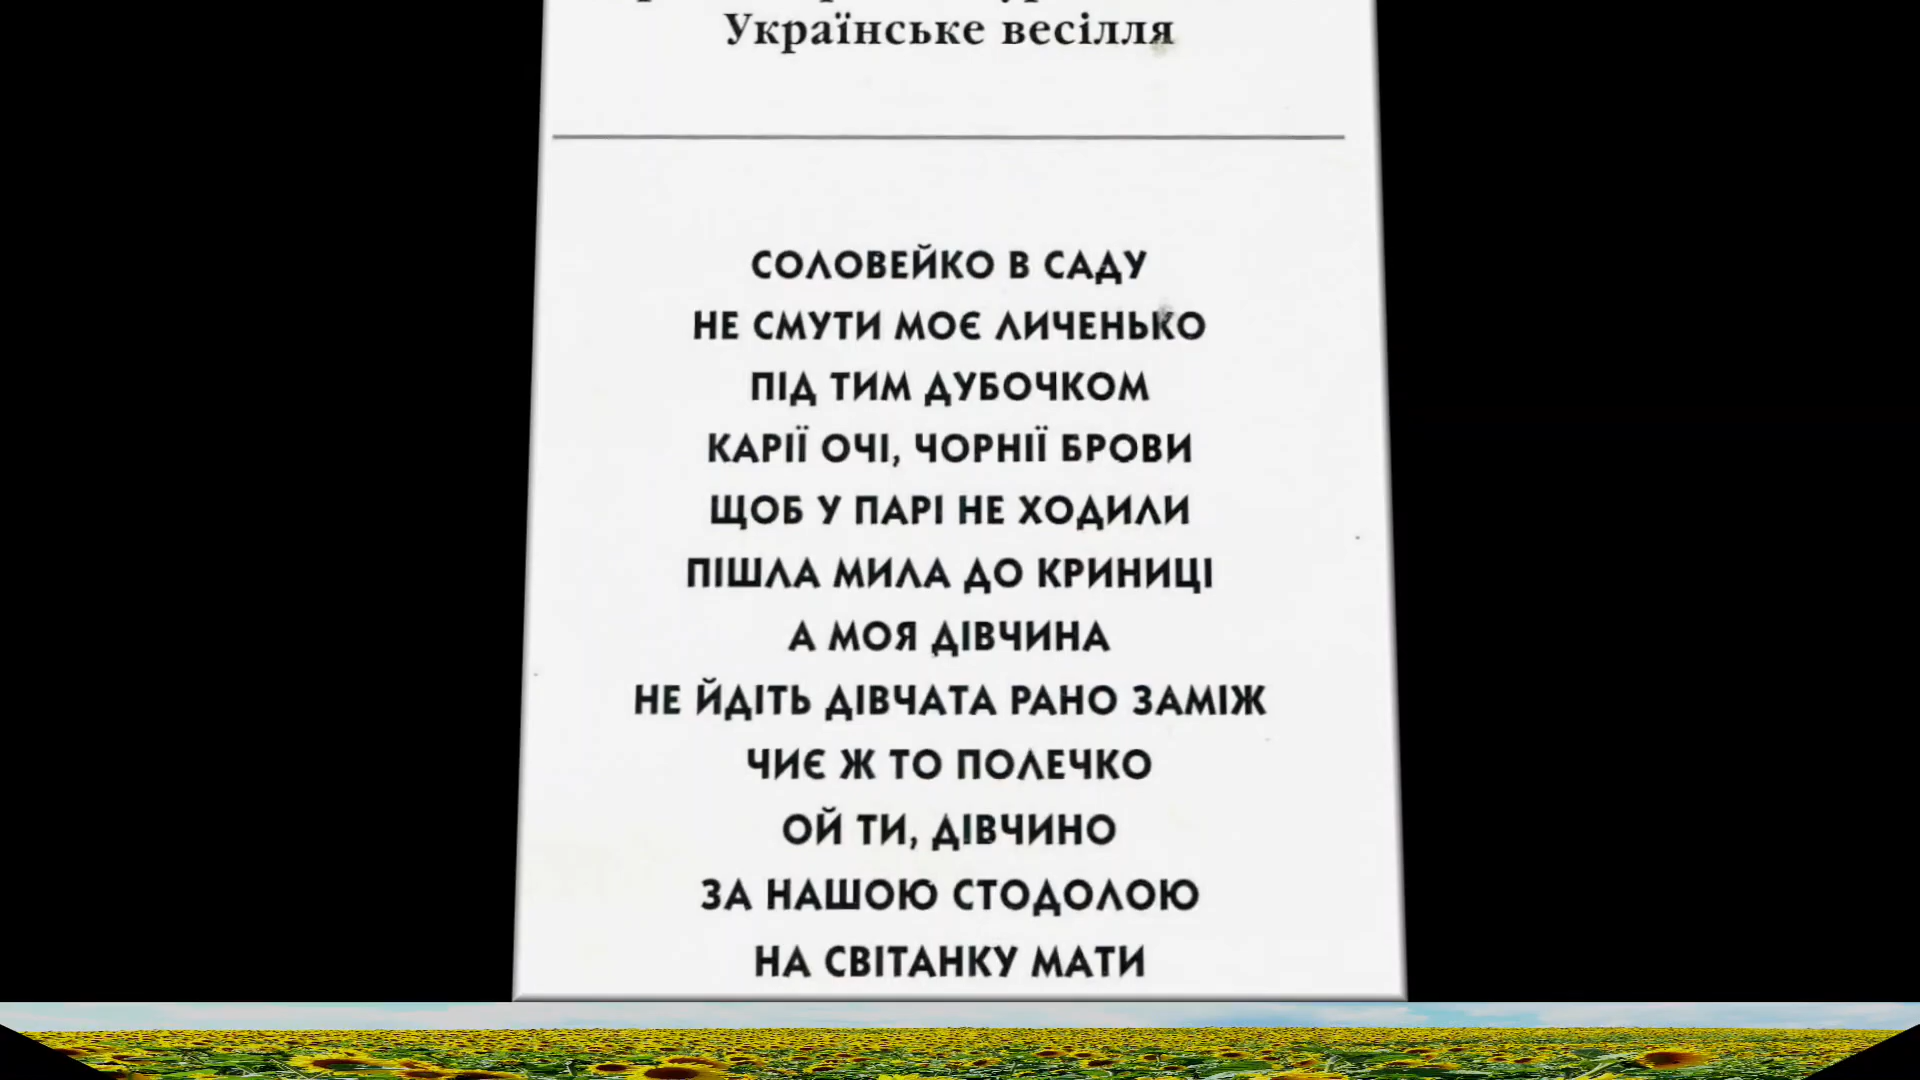 Українське весілля
СОЛОВЕЙКО В САДУ
НЕ СМУТИ МОЄ ЛИЧЕНЬКО
ПІД ТИМ ДУБОЧКОМ
КАРІЇ ОЧІ, ЧОРНІЇ БРОВИ
ЩОБ У ПАРІ НЕ ХОДИЛИ
ПІШЛА МИЛА ДО КРИНИЦІ
А МОЯ ДІВЧИНА
НЕ ЙДІТЬ ДІВЧАТА РАНО ЗАМІЖ
ЧИЄ Ж ТО ПОЛЕЧКО
ОЙ ТИ, ДІВЧИНО
ЗА НАШОЮ СТОДОЛОЮ
НА СВІТАНКУ МАТИ